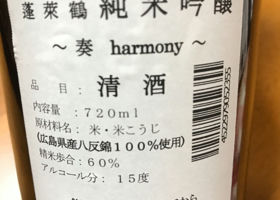 蓬萊鶴 純米吟醸
～ 奏 harmony ～
品 目： 清 酒
内容量： 720ml
原材料名： 米・米こうじ
(広島県産八反錦100%使用)
精米歩合： 60%
アルコール分： 15度
4529790052355